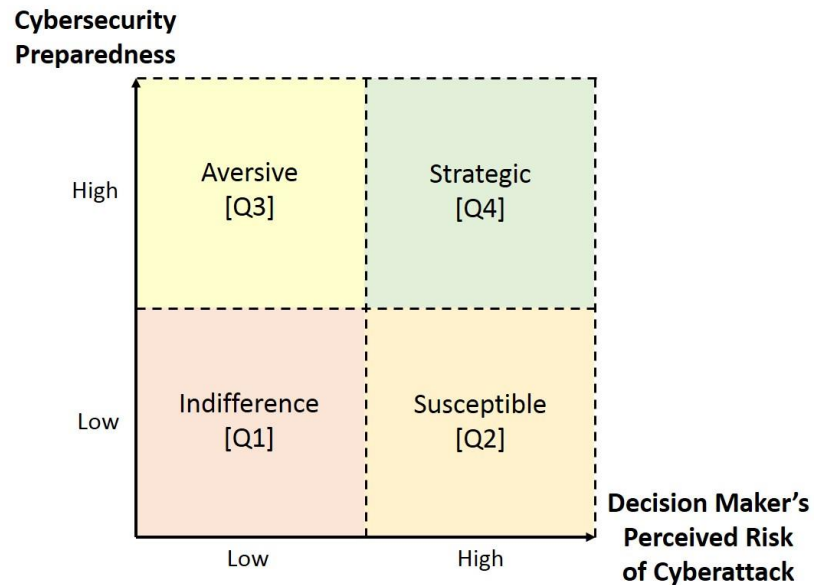 Cybersecurity
Preparedness
High
Aversive
[Q3]
Strategic
[Q4]
Low
Indifference
[Q1]
Susceptible
[Q2]
Low
High
Decision Maker's
Perceived Risk
of Cyberattack